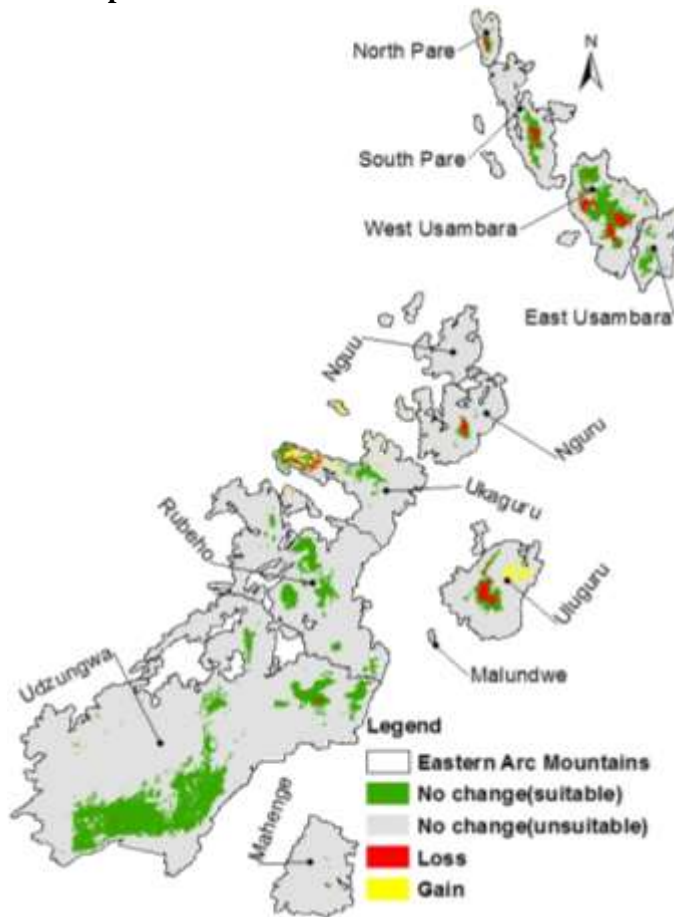 North Pare
N
South Pare
West Usambara
East Usambara
Nguu
Nguru
Ukaguru
Rubeho
Uluguru
Malundwe
Udzungwa
Mahenge
Legend
Eastern Arc Mountains
No change(suitable)
No change(unsuitable)
Loss
Gain